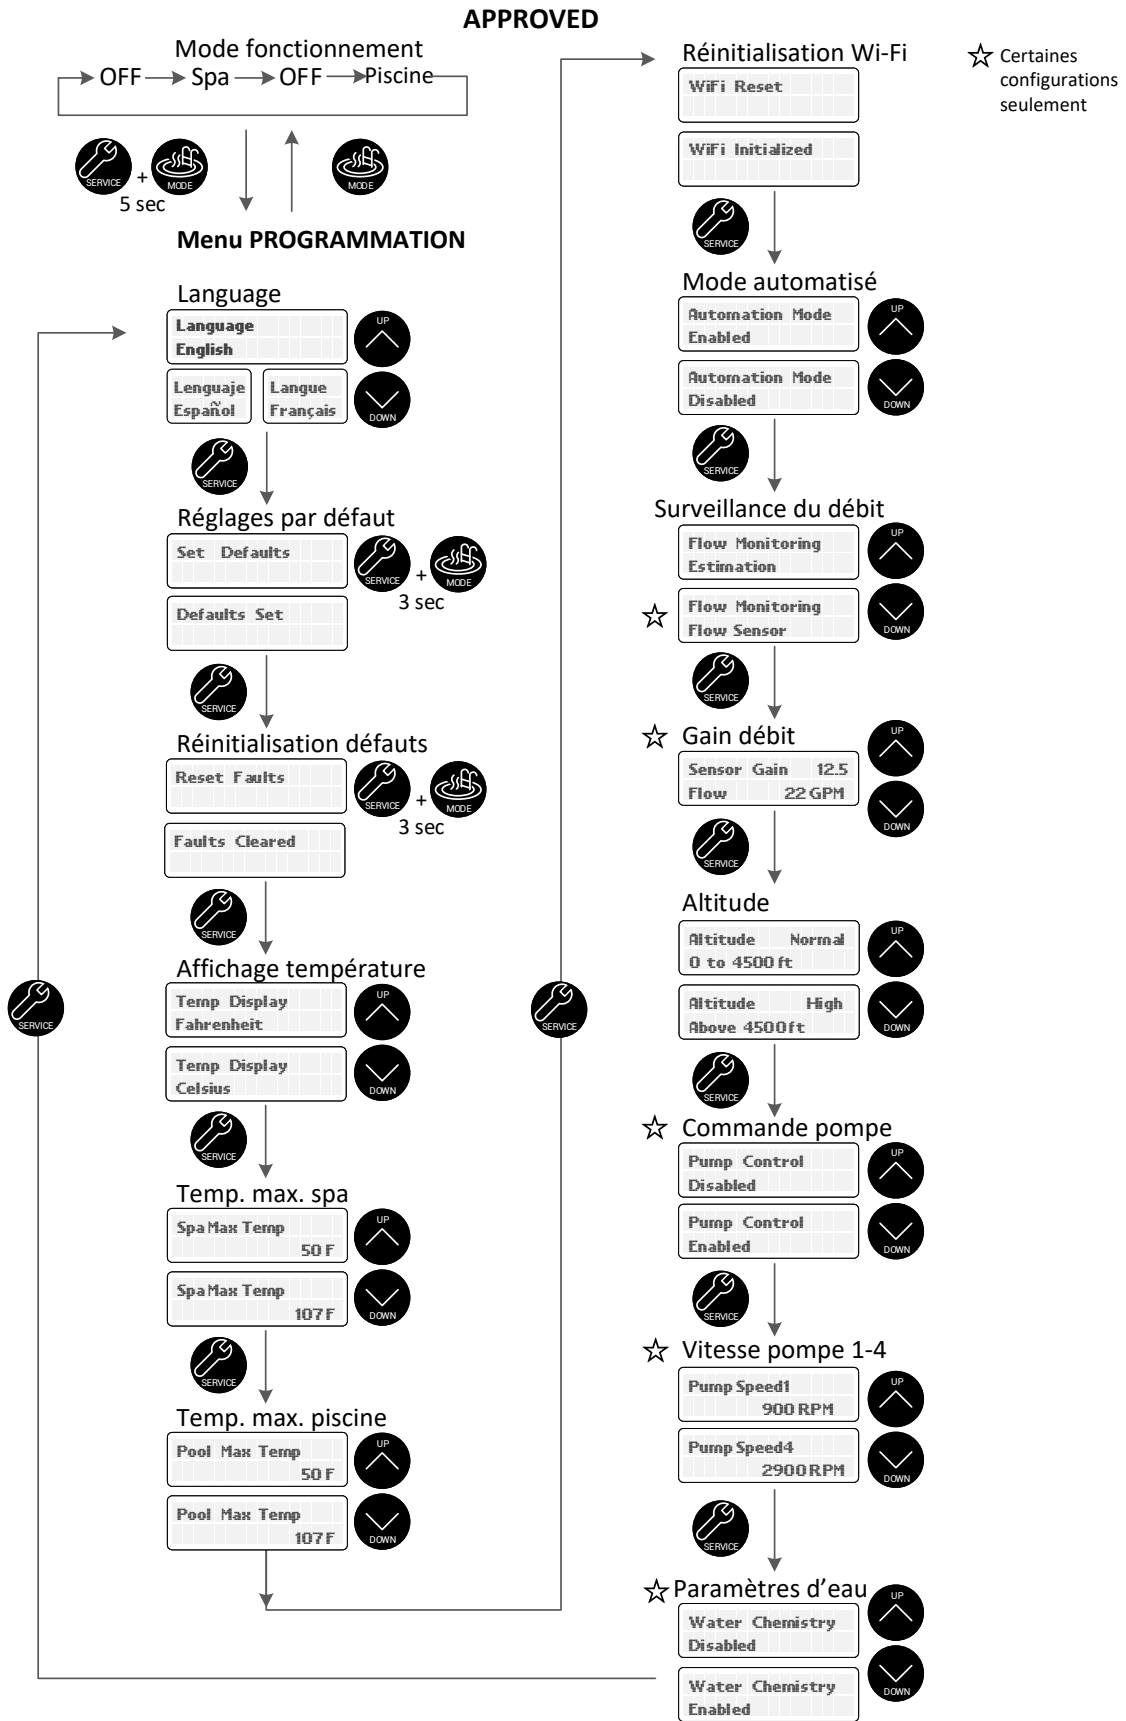 APPROVED
Mode fonctionnement
OFF Spa OFF Piscine
SERVICE + MODE
5 sec
MODE
Menu PROGRAMMATION
Language
Language
English
UP
Lenguaje
Español
Langue
Français
DOWN
SERVICE
Réglages par défaut
Set Defaults
SERVICE + MODE
3 sec
Defaults Set
SERVICE
Réinitialisation défauts
Reset Faults
SERVICE + MODE
3 sec
Faults Cleared
SERVICE
Affichage température
Temp Display
Fahrenheit
UP
Temp Display
Celsius
DOWN
SERVICE
SERVICE
Temp. max. spa
Spa Max Temp
50 F
UP
Spa Max Temp
107 F
DOWN
SERVICE
Temp. max. piscine
Pool Max Temp
50 F
UP
Pool Max Temp
107 F
DOWN
SERVICE
Réinitialisation Wi-Fi
WiFi Reset
WiFi Initialized
SERVICE
Mode automatisé
Automation Mode
Enabled
UP
Automation Mode
Disabled
DOWN
SERVICE
Surveillance du débit
Flow Monitoring
Estimation
UP
☆ Flow Monitoring
Flow Sensor
DOWN
SERVICE
☆ Gain débit
Sensor Gain 12.5
Flow 22 GPM
UP
DOWN
SERVICE
Altitude
Altitude Normal
0 to 4500 ft
UP
Altitude High
Above 4500ft
DOWN
SERVICE
☆ Commande pompe
Pump Control
Disabled
UP
Pump Control
Enabled
DOWN
SERVICE
☆ Vitesse pompe 1-4
Pump Speed1
900 RPM
UP
Pump Speed4
2900 RPM
DOWN
SERVICE
☆ Paramètres d'eau
Water Chemistry
Disabled
UP
Water Chemistry
Enabled
DOWN
☆ Certaines
configurations
seulement